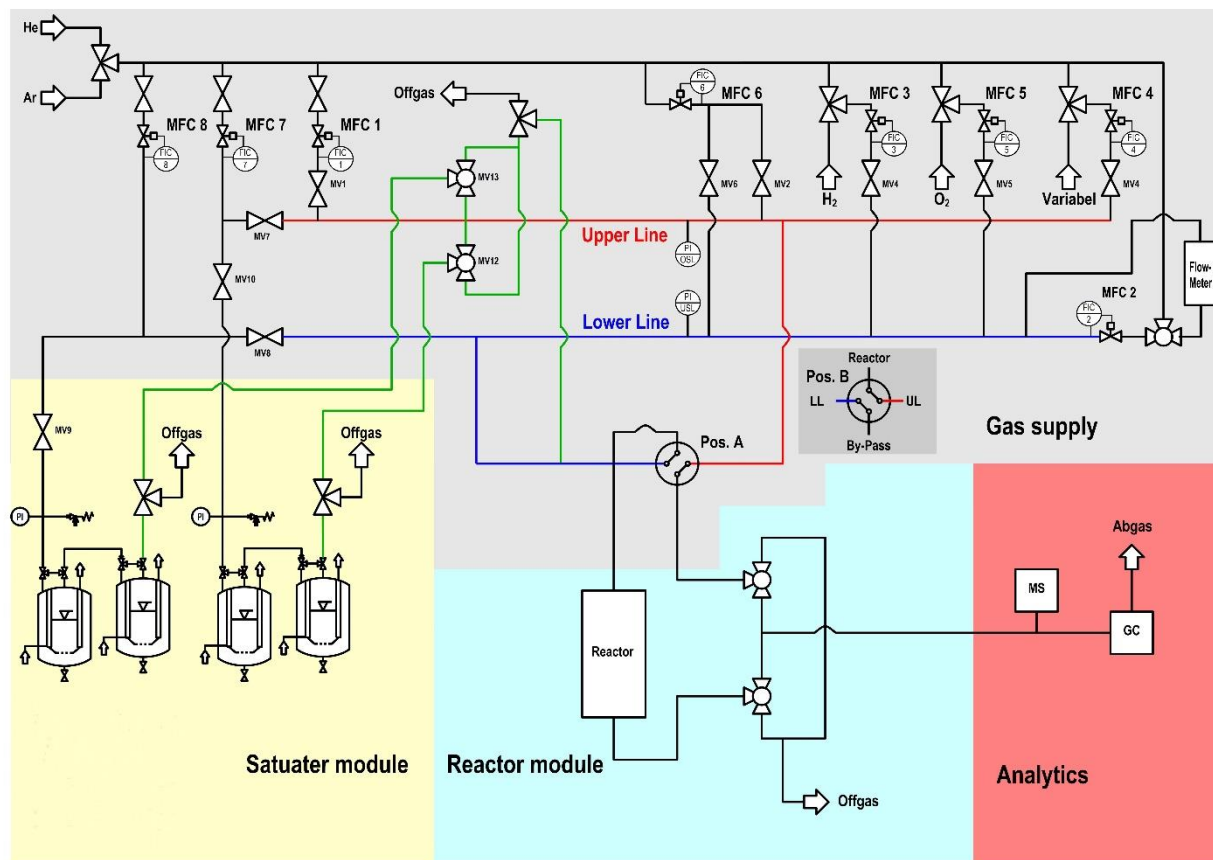 He
Ar
Offgas
FIC
6
MFC 6
MFC 3
MFC 5
MFC 4
MFC 8
MFC 7
MFC 1
FIC
8
FIC
7
FIC
1
FIC
3
FIC
5
FIC
4
MV1
MV13
MV6
MV2
MV4
MV5
MV4
H₂
O₂
Variabel
MV7
Upper Line
PI
OSL
MV12
MV10
Flow-
Meter
MFC 2
PI
USL
FIC
2
Lower Line
MV8
Reactor
Pos. B
LL
UL
By-Pass
Gas supply
MV9
Offgas
Offgas
Pos. A
PI
PI
Abgas
MS
GC
Reactor
Satuater module
Reactor module
Analytics
Offgas